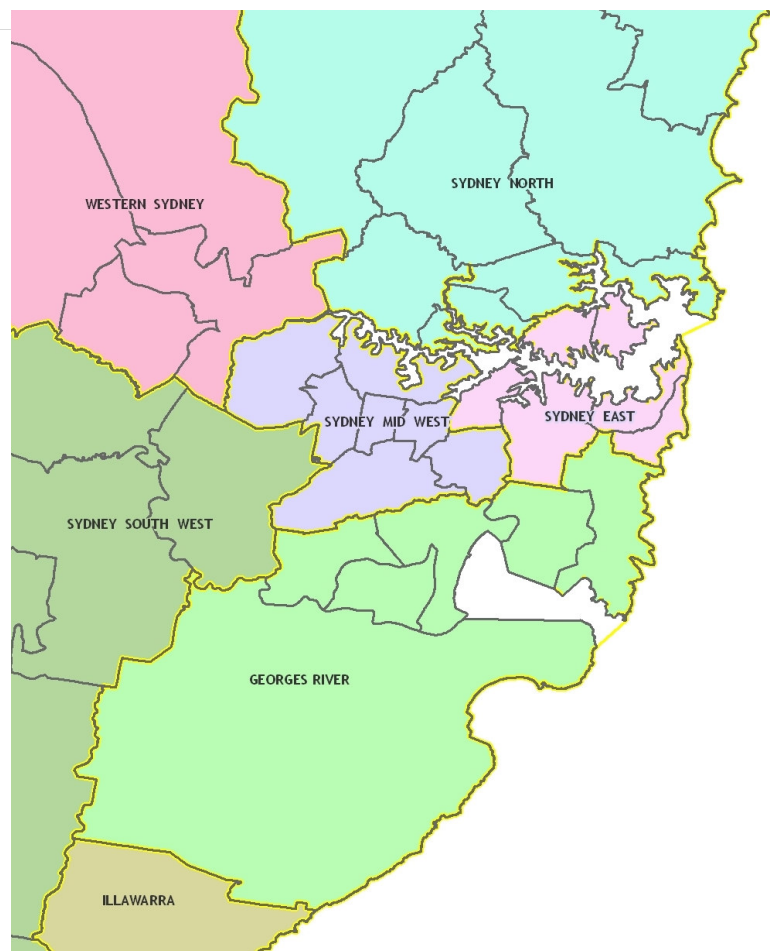 SYDNEY NORTH
WESTERN SYDNEY
SYDNEY EAST
SYDNEY MID WEST
SYDNEY SOUTH WEST
GEORGES RIVER
ILLAWARRA